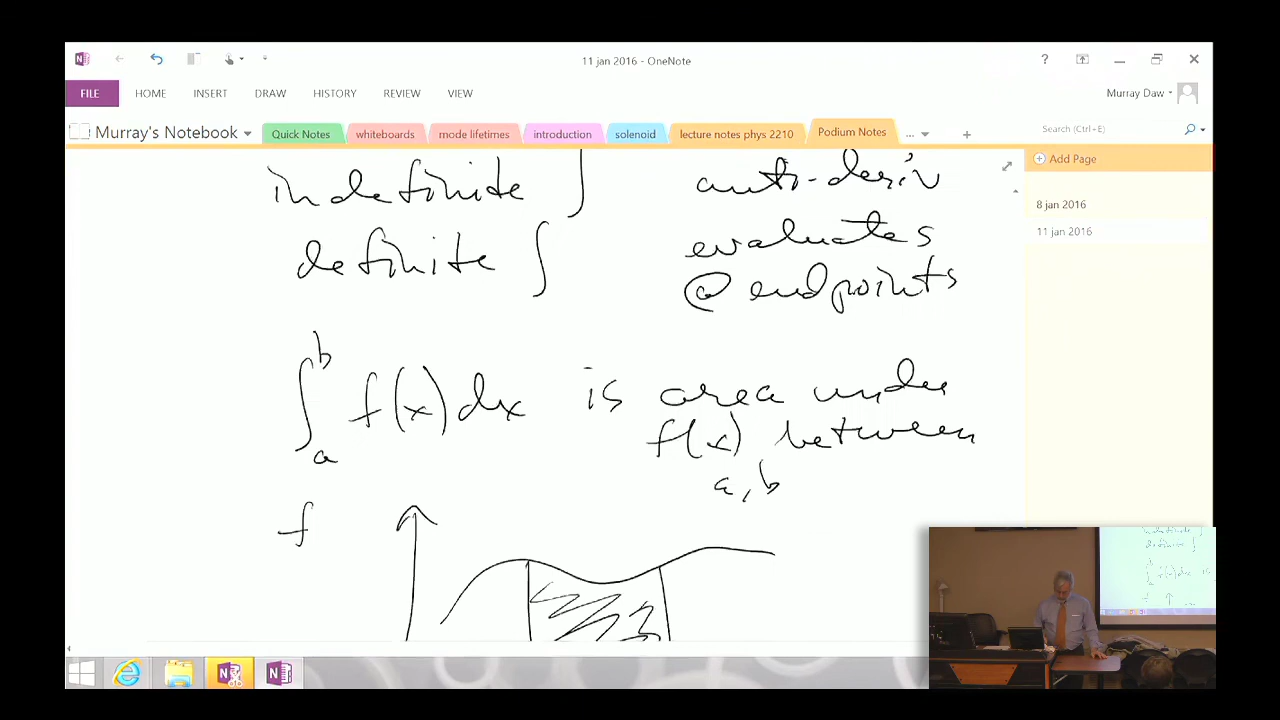 11 jan 2016 - OneNote
?
FILE HOME INSERT DRAW HISTORY REVIEW VIEW
Murray Daw
Murray's Notebook
Quick Notes
whiteboards
mode lifetimes
introduction
solenoid
lecture notes phys 2210
Podium Notes
...
+
Search (Ctrl+E)
Add Page
8 jan 2016
11 jan 2016
indefinite ∫ anti-deriv
definite ∫ evaluates
@ endpoints
∫_a^b f(x) dx is area under
f(x) between
a, b
f